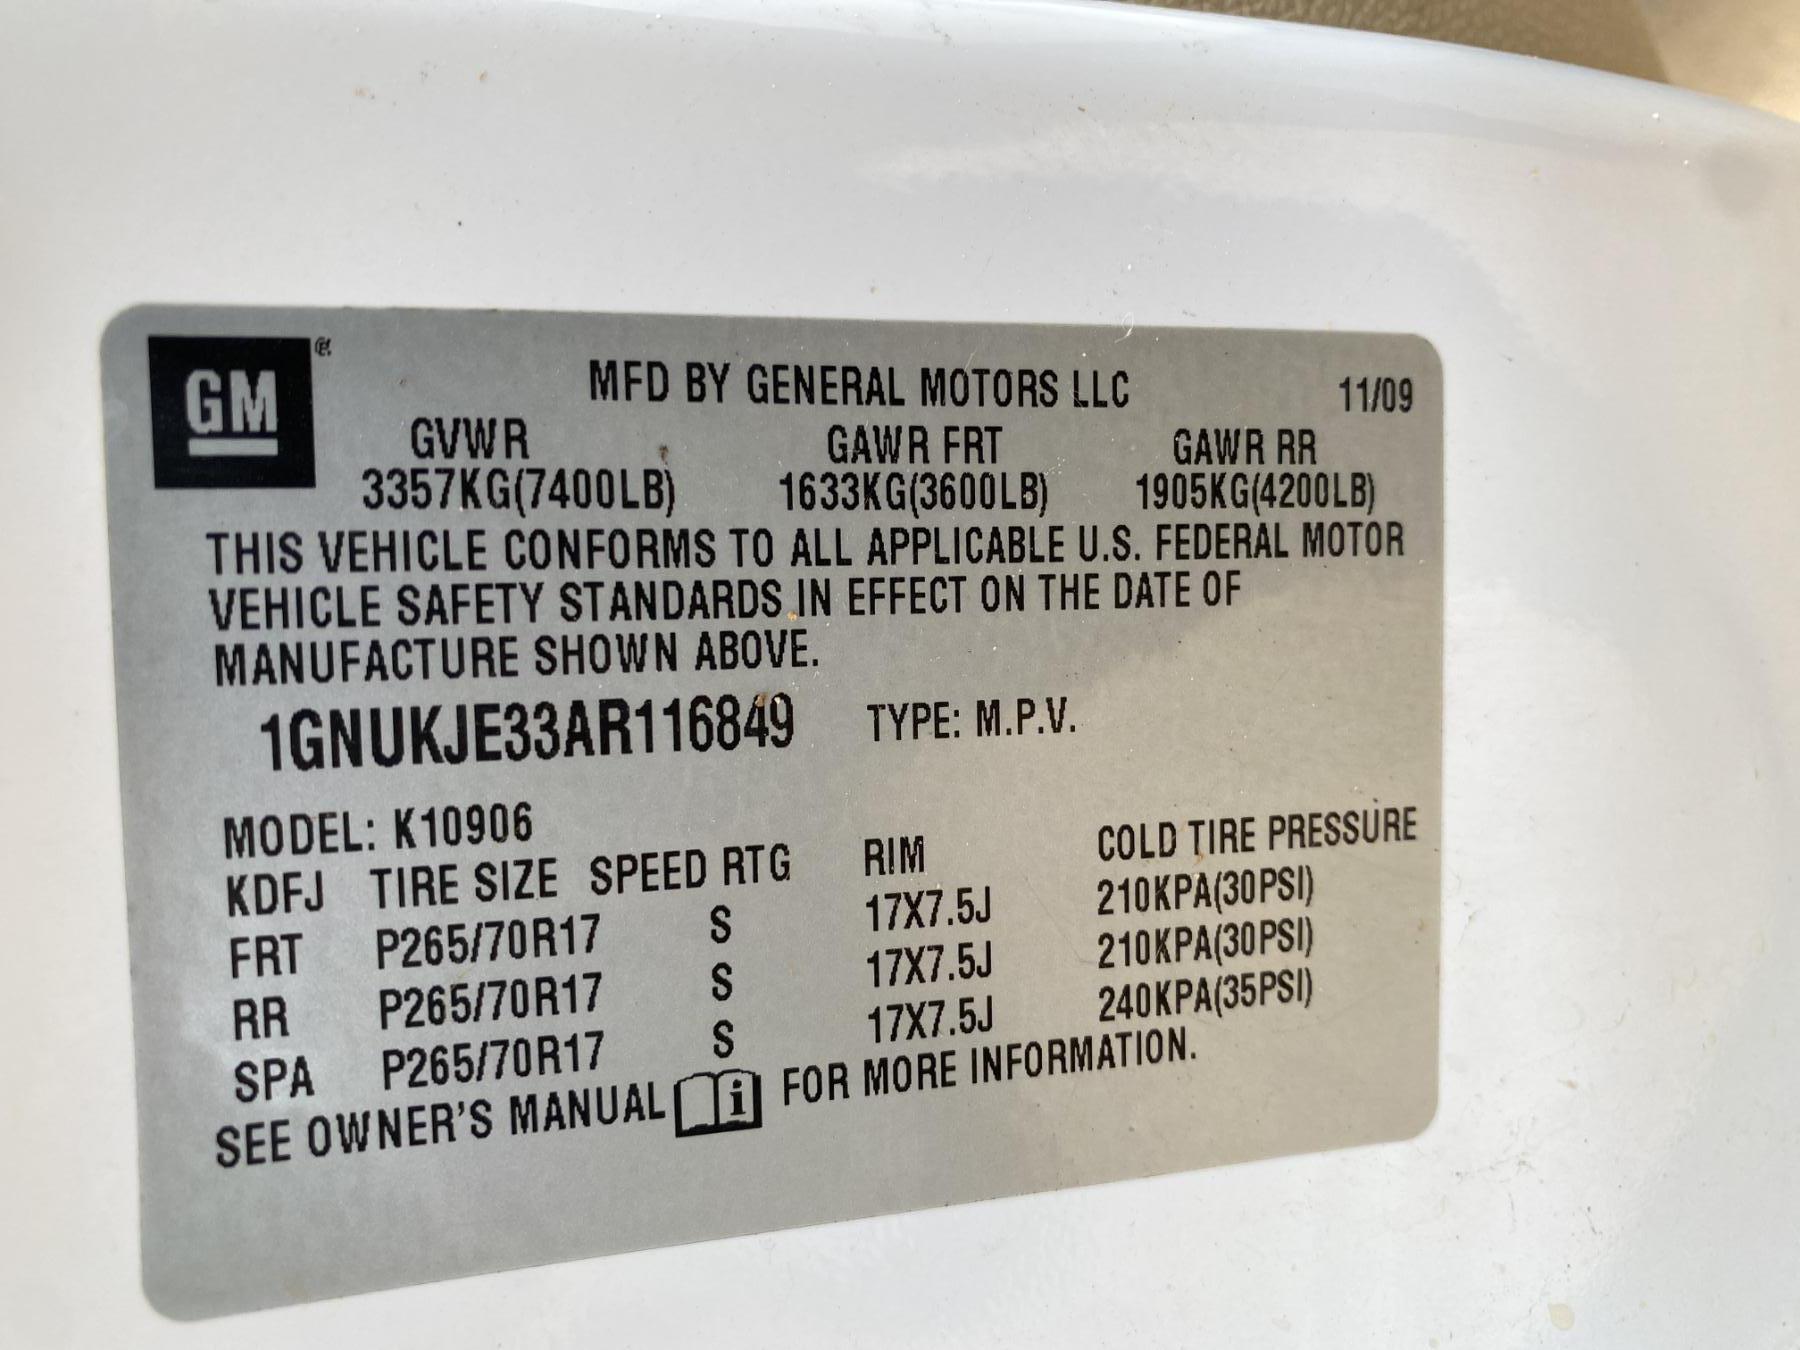 GM
MFD BY GENERAL MOTORS LLC 11/09
GVWR GAWR FRT GAWR RR
3357KG(7400LB) 1633KG(3600LB) 1905KG(4200LB)
THIS VEHICLE CONFORMS TO ALL APPLICABLE U.S. FEDERAL MOTOR
VEHICLE SAFETY STANDARDS IN EFFECT ON THE DATE OF
MANUFACTURE SHOWN ABOVE.
1GNUKJE33AR116849 TYPE: M.P.V.
MODEL: K10906
KDFJ TIRE SIZE SPEED RTG RIM COLD TIRE PRESSURE
FRT P265/70R17 S 17X7.5J 210KPA(30PSI)
RR P265/70R17 S 17X7.5J 210KPA(30PSI)
SPA P265/70R17 S 17X7.5J 240KPA(35PSI)
SEE OWNER'S MANUAL i FOR MORE INFORMATION.